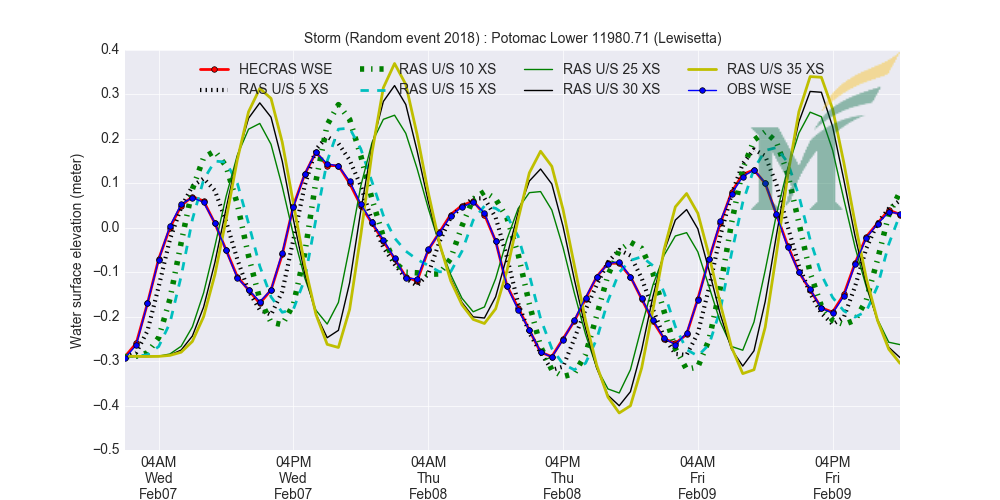 Storm (Random event 2018) : Potomac Lower 11980.71 (Lewisetta)
HECRAS WSE RAS U/S 10 XS RAS U/S 25 XS RAS U/S 35 XS
RAS U/S 5 XS RAS U/S 15 XS RAS U/S 30 XS OBS WSE
Water surface elevation (meter)
0.4
0.3
0.2
0.1
0.0
−0.1
−0.2
−0.3
−0.4
−0.5
M
04AM 04PM 04AM 04PM 04AM 04PM
Wed Wed Thu Thu Fri Fri
Feb07 Feb07 Feb08 Feb08 Feb09 Feb09